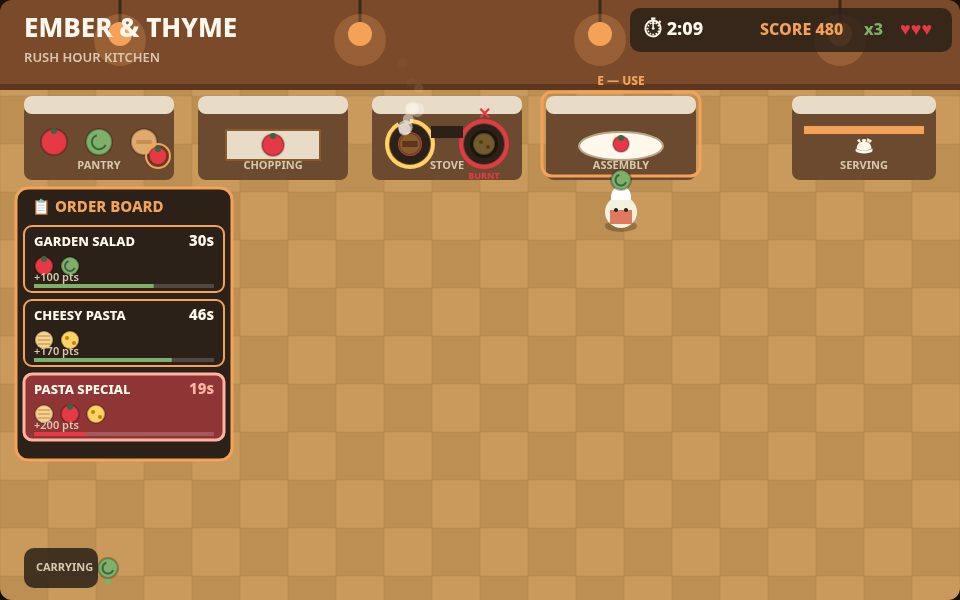 EMBER & THYME
RUSH HOUR KITCHEN
2:09
SCORE 480
x3
E — USE
PANTRY
CHOPPING
STOVE
BURNT
ASSEMBLY
SERVING
ORDER BOARD
GARDEN SALAD 30s
+100 pts
CHEESY PASTA 46s
+170 pts
PASTA SPECIAL 19s
+200 pts
CARRYING